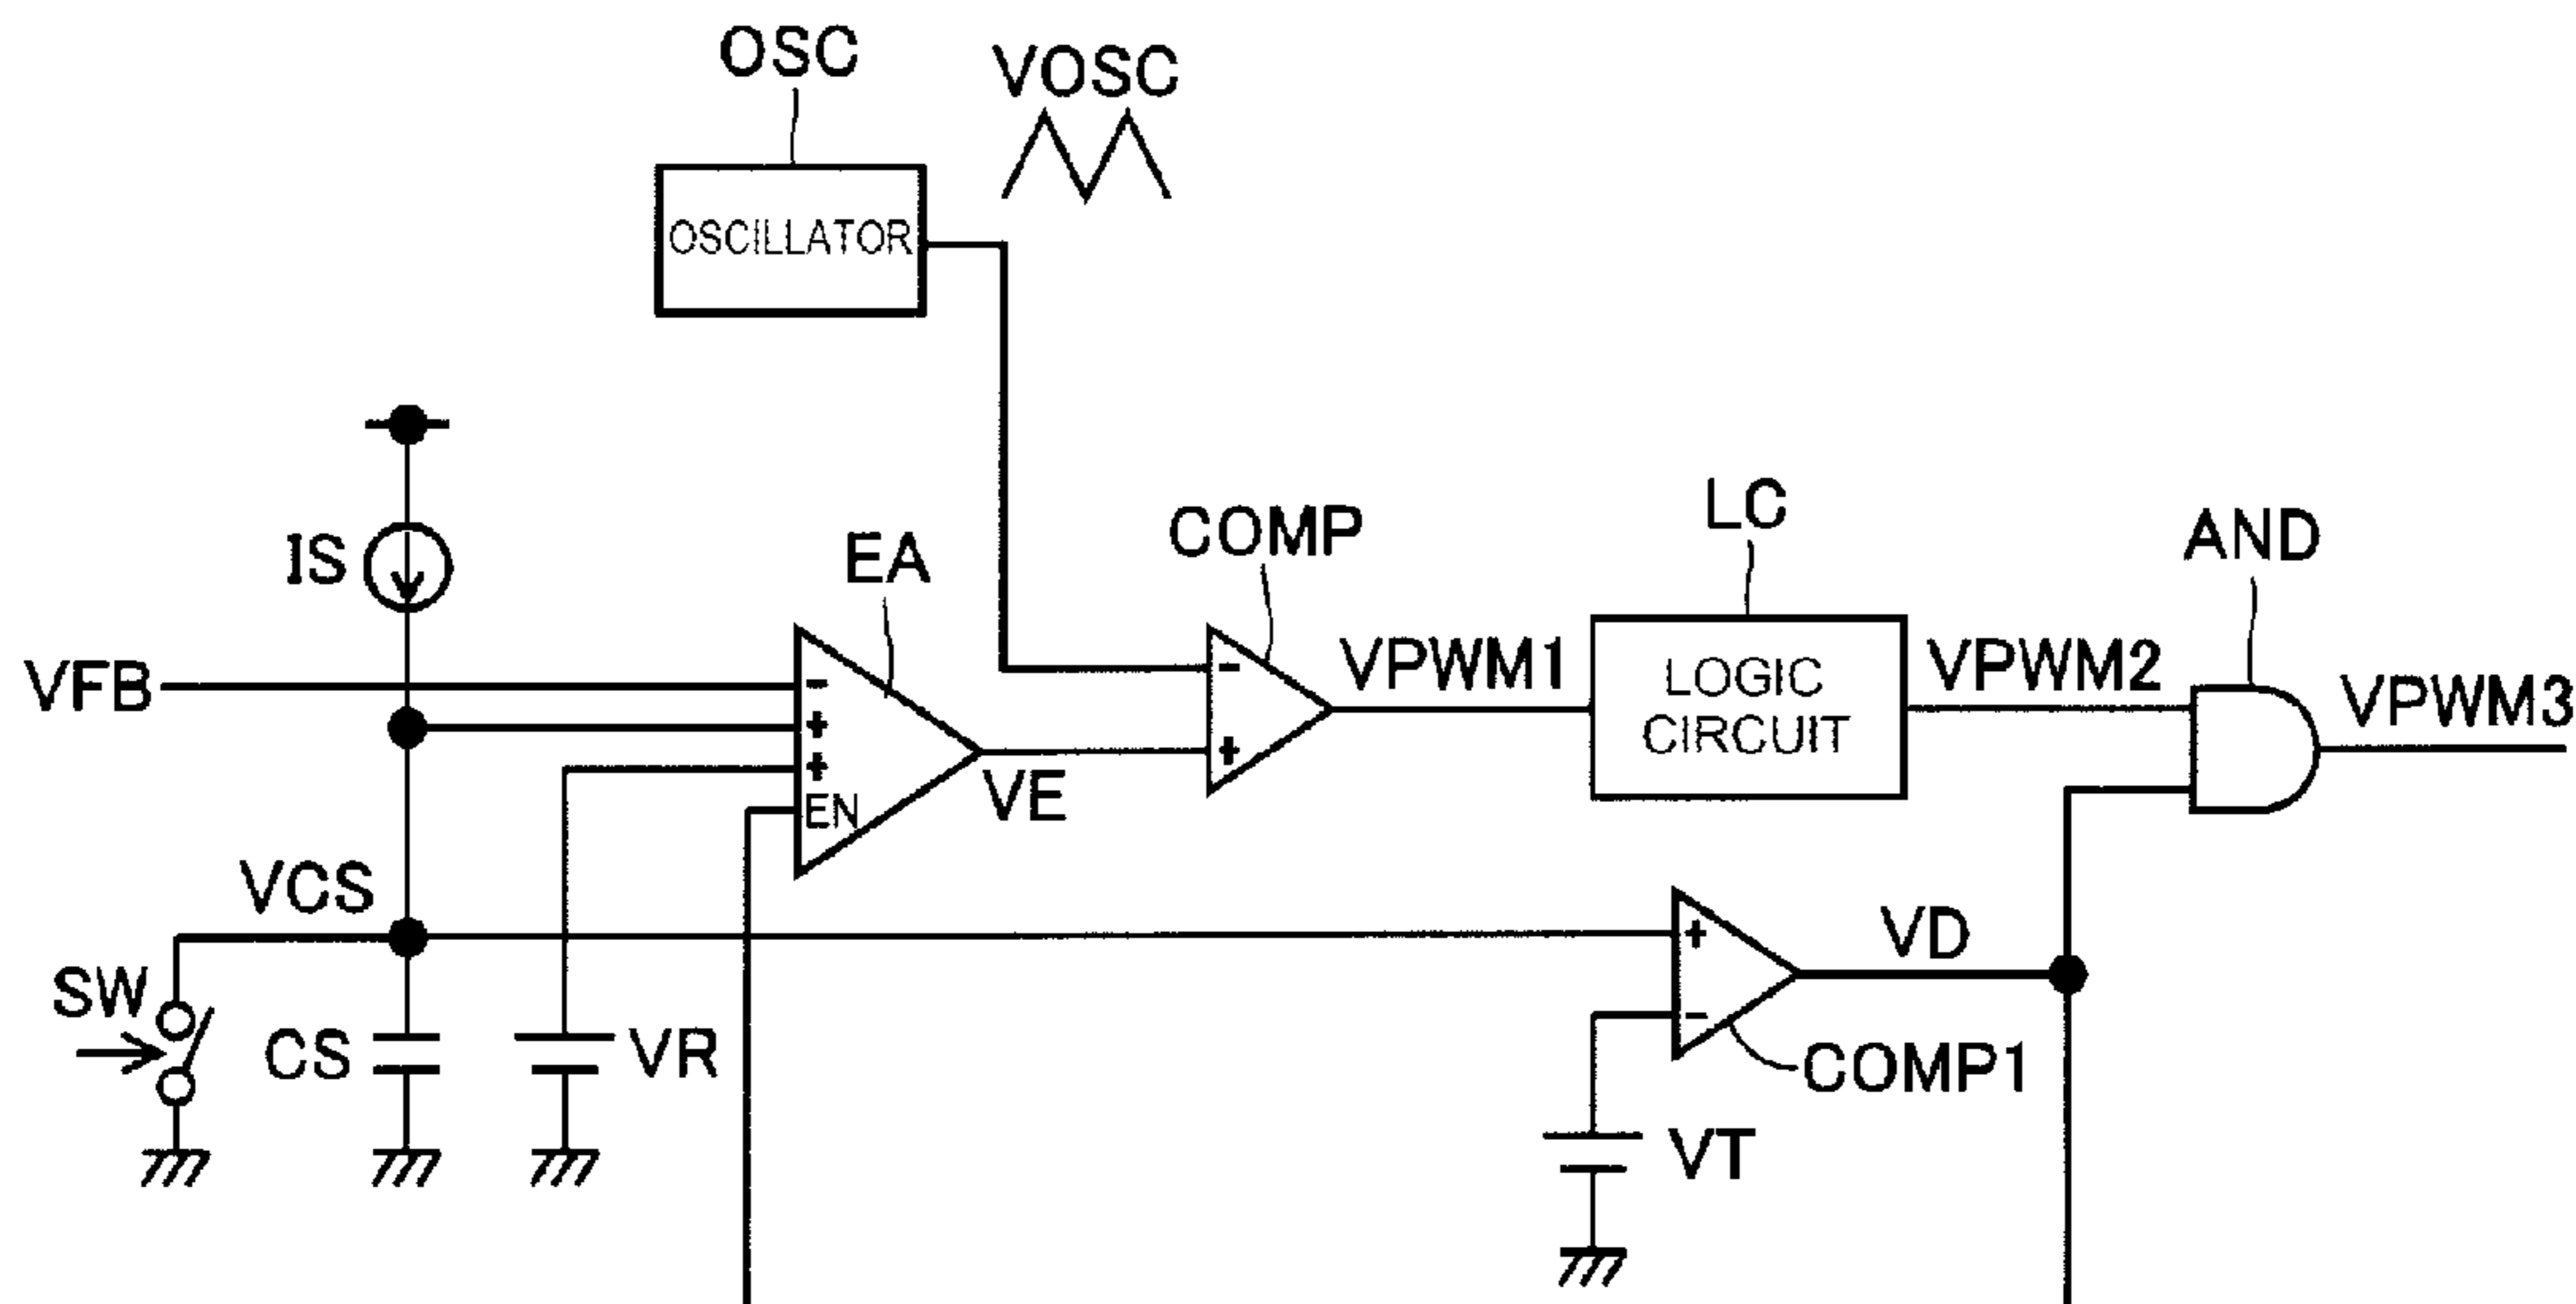 OSC
VOSC
OSCILLATOR
IS
EA
COMP
LC
AND
VFB
-
+
+
EN
VE
-
+
VPWM1
LOGIC
CIRCUIT
VPWM2
VPWM3
VCS
SW
CS
VR
+
-
VD
COMP1
VT